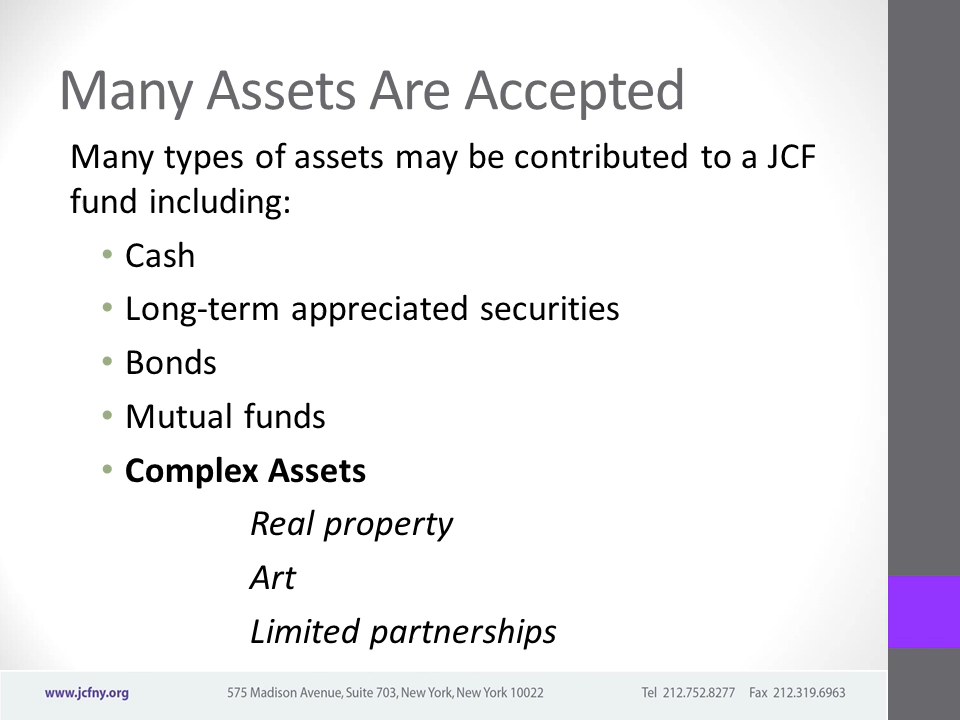 Many Assets Are Accepted
Many types of assets may be contributed to a JCF
fund including:
• Cash
• Long-term appreciated securities
• Bonds
• Mutual funds
• Complex Assets
Real property
Art
Limited partnerships
www.jcfny.org 575 Madison Avenue, Suite 703, New York, New York 10022 Tel 212.752.8277 Fax 212.319.6963